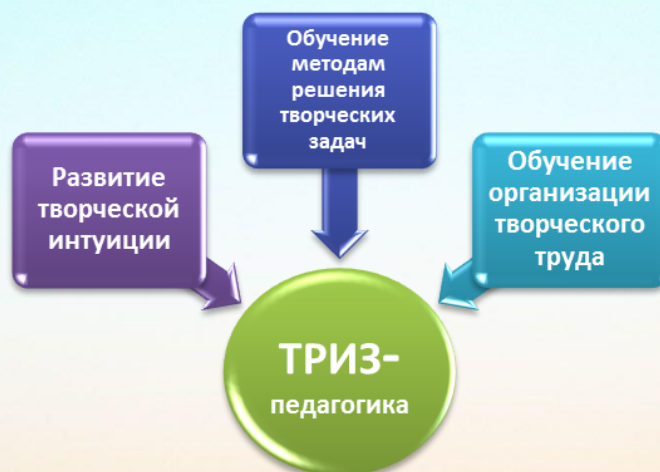 Обучение
методам
решения
творческих
задач
Развитие
творческой
интуиции
Обучение
организации
творческого
труда
ТРИЗ-
педагогика